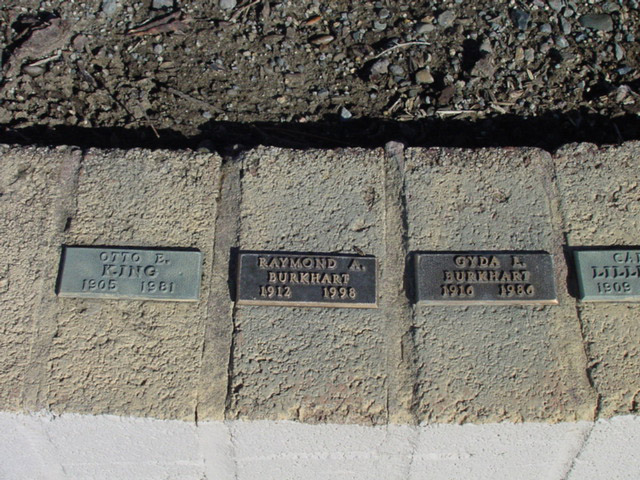 OTTO E.
KING
1905 1981
RAYMOND A.
BURKHART
1912 1998
GYDA L.
BURKHART
1916 1986
1909